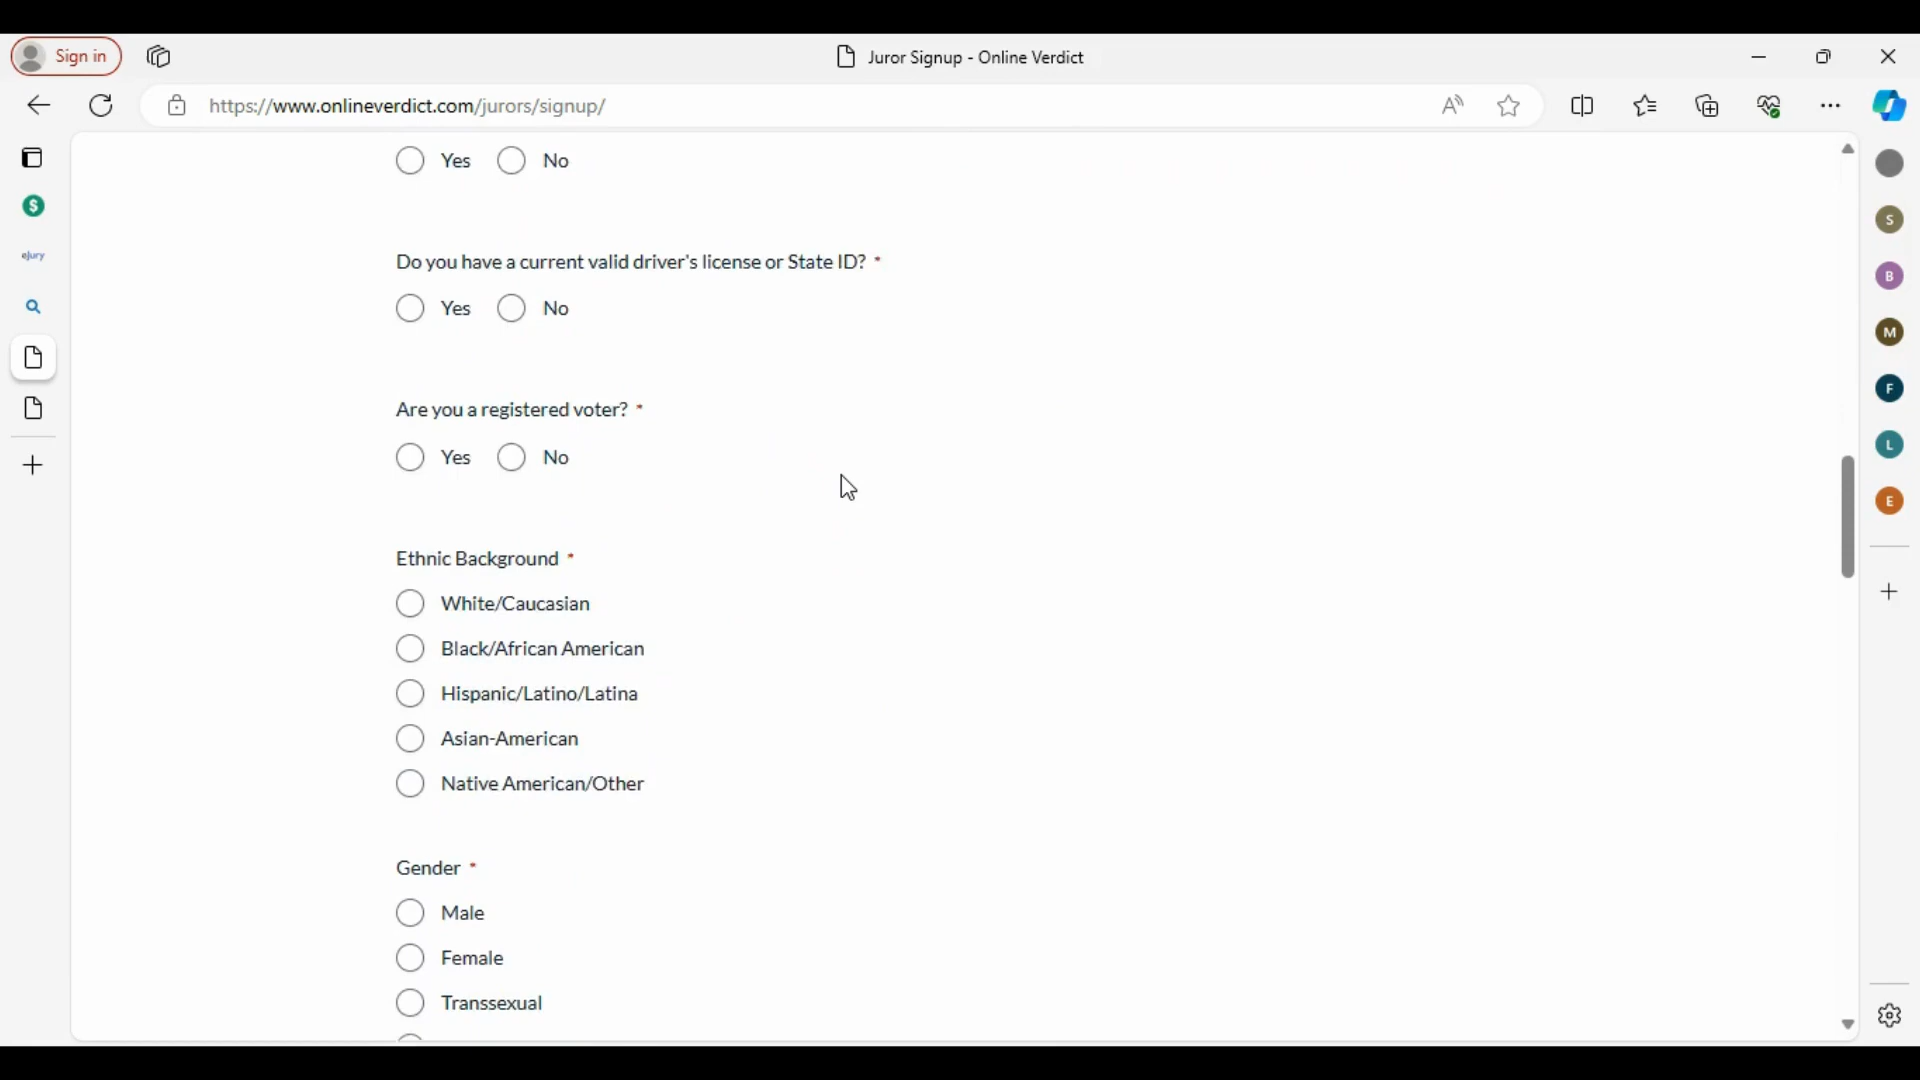 Sign in
Juror Signup - Online Verdict
https://www.onlineverdict.com/jurors/signup/
A
$
eJury
S
B
M
F
L
E
Yes No
Do you have a current valid driver's license or State ID? *
Yes No
Are you a registered voter? *
Yes No
Ethnic Background *
White/Caucasian
Black/African American
Hispanic/Latino/Latina
Asian-American
Native American/Other
Gender *
Male
Female
Transsexual